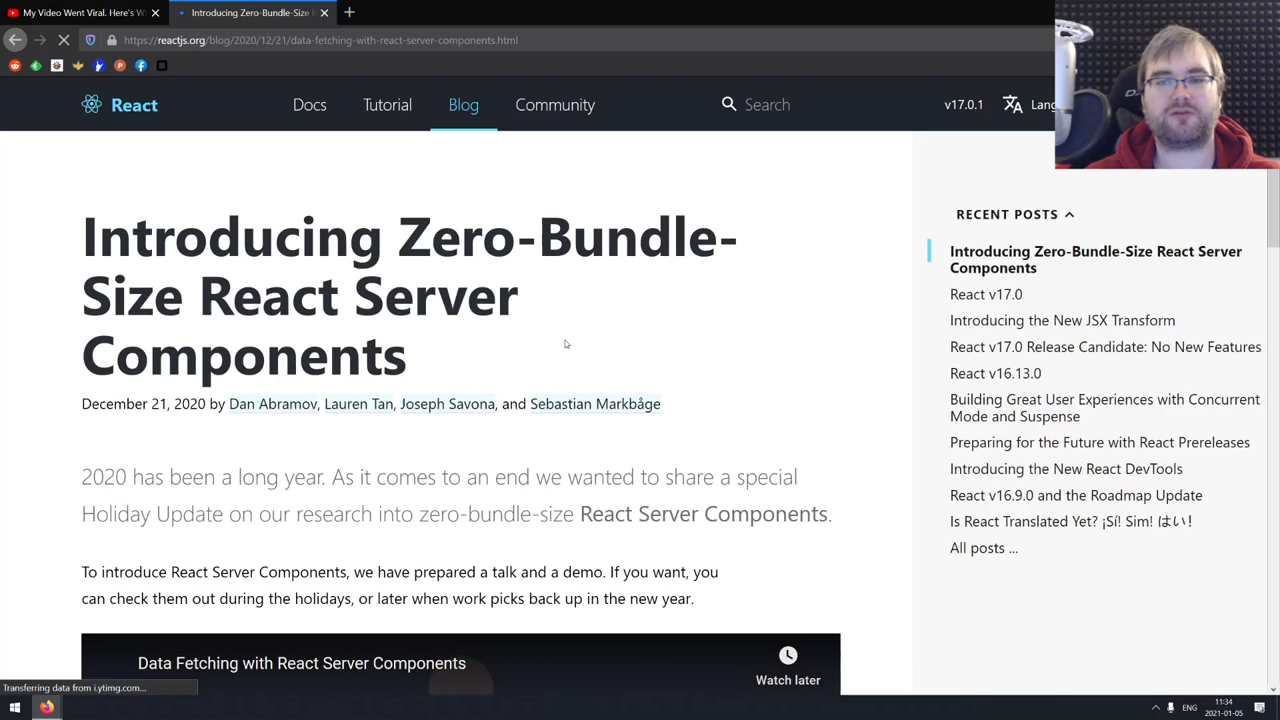 My Video Went Viral. Here's W
Introducing Zero-Bundle-Size F
https://reactjs.org/blog/2020/12/21/data-fetching-with-react-server-components.html
React
Docs
Tutorial
Blog
Community
Search
v17.0.1
Lang
Introducing Zero-Bundle-
Size React Server
Components
December 21, 2020 by Dan Abramov, Lauren Tan, Joseph Savona, and Sebastian Markbåge
2020 has been a long year. As it comes to an end we wanted to share a special
Holiday Update on our research into zero-bundle-size React Server Components.
To introduce React Server Components, we have prepared a talk and a demo. If you want, you
can check them out during the holidays, or later when work picks back up in the new year.
Data Fetching with React Server Components
Watch later
RECENT POSTS
Introducing Zero-Bundle-Size React Server
Components
React v17.0
Introducing the New JSX Transform
React v17.0 Release Candidate: No New Features
React v16.13.0
Building Great User Experiences with Concurrent
Mode and Suspense
Preparing for the Future with React Prereleases
Introducing the New React DevTools
React v16.9.0 and the Roadmap Update
Is React Translated Yet? ¡Sí! Sim! はい!
All posts ...
Transferring data from i.ytimg.com...
ENG
11:34
2021-01-05